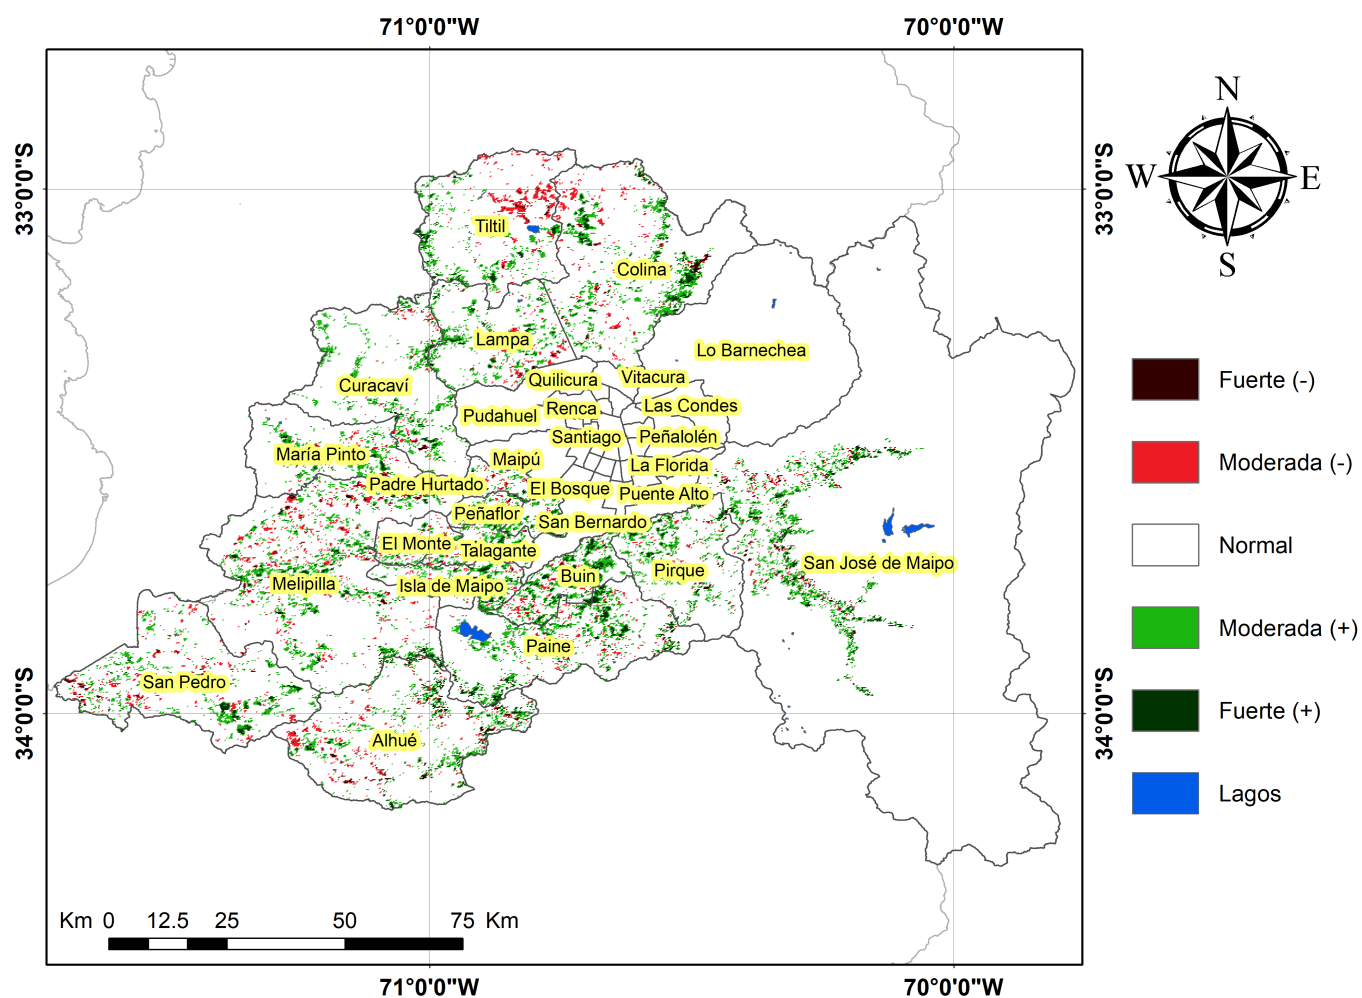 71°0'0"W
70°0'0"W
33°0'0"S
33°0'0"S
N
W
E
S
Tiltil
Colina
Lampa
Lo Barnechea
Quilicura
Vitacura
Curacaví
Renca
Las Condes
Pudahuel
Santiago
Peñalolén
María Pinto
Maipú
La Florida
Padre Hurtado
El Bosque
Puente Alto
Peñaflor
San Bernardo
El Monte
Talagante
San José de Maipo
Melipilla
Isla de Maipo
Buin
Pirque
Paine
San Pedro
Alhué
34°0'0"S
34°0'0"S
Fuerte (-)
Moderada (-)
Normal
Moderada (+)
Fuerte (+)
Lagos
Km 0 12.5 25 50 75 Km
71°0'0"W
70°0'0"W